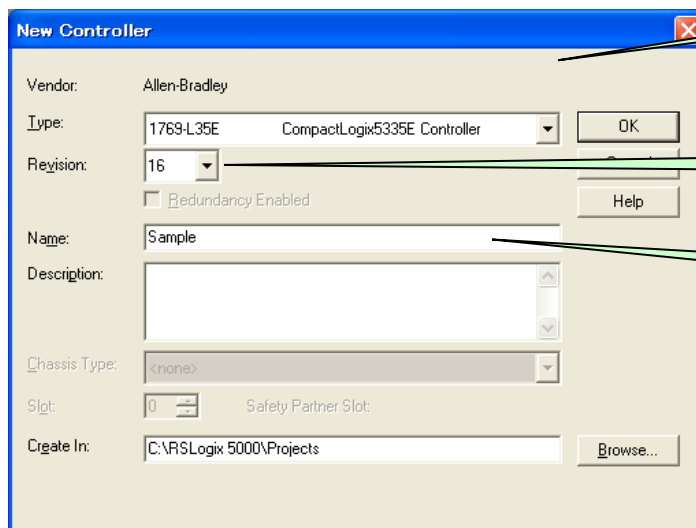 New Controller
Vendor: Allen-Bradley
Type: 1769-L35E CompactLogix5335E Controller
OK
Revision: 16
Redundancy Enabled
Help
Name: Sample
Description:
Chassis Type: <none>
Slot: 0 Safety Partner Slot:
Create In: C:\RSLogix 5000\Projects
Browse...